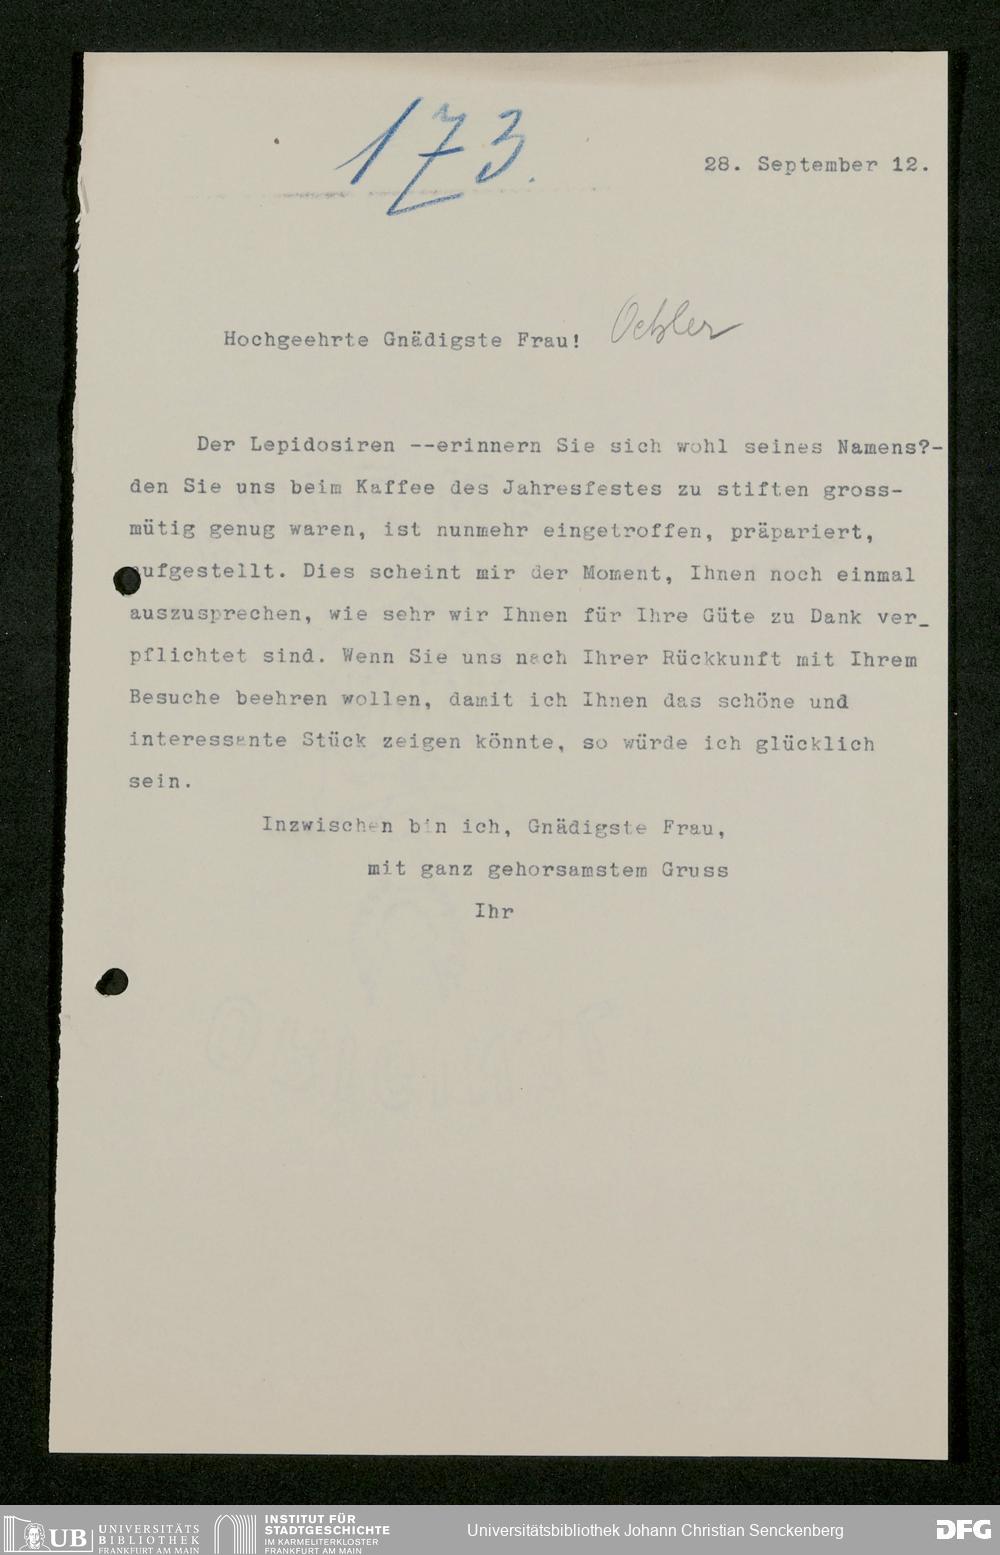 173.
28. September 12.
Hochgeehrte Gnädigste Frau! Oehler
Der Lepidosiren --erinnern Sie sich wohl seines Namens?-
den Sie uns beim Kaffee des Jahresfestes zu stiften gross-
mütig genug waren, ist nunmehr eingetroffen, präpariert,
aufgestellt. Dies scheint mir der Moment, Ihnen noch einmal
auszusprechen, wie sehr wir Ihnen für Ihre Güte zu Dank ver_
pflichtet sind. Wenn Sie uns nach Ihrer Rückkunft mit Ihrem
Besuche beehren wollen, damit ich Ihnen das schöne und
interessante Stück zeigen könnte, so würde ich glücklich
sein.
Inzwischen bin ich, Gnädigste Frau,
mit ganz gehorsamstem Gruss
Ihr
UB UNIVERSITÄTS
BIBLIOTHEK
FRANKFURT AM MAIN
INSTITUT FÜR
STADTGESCHICHTE
IM KARMELITERKLOSTER
FRANKFURT AM MAIN
Universitätsbibliothek Johann Christian Senckenberg
DFG